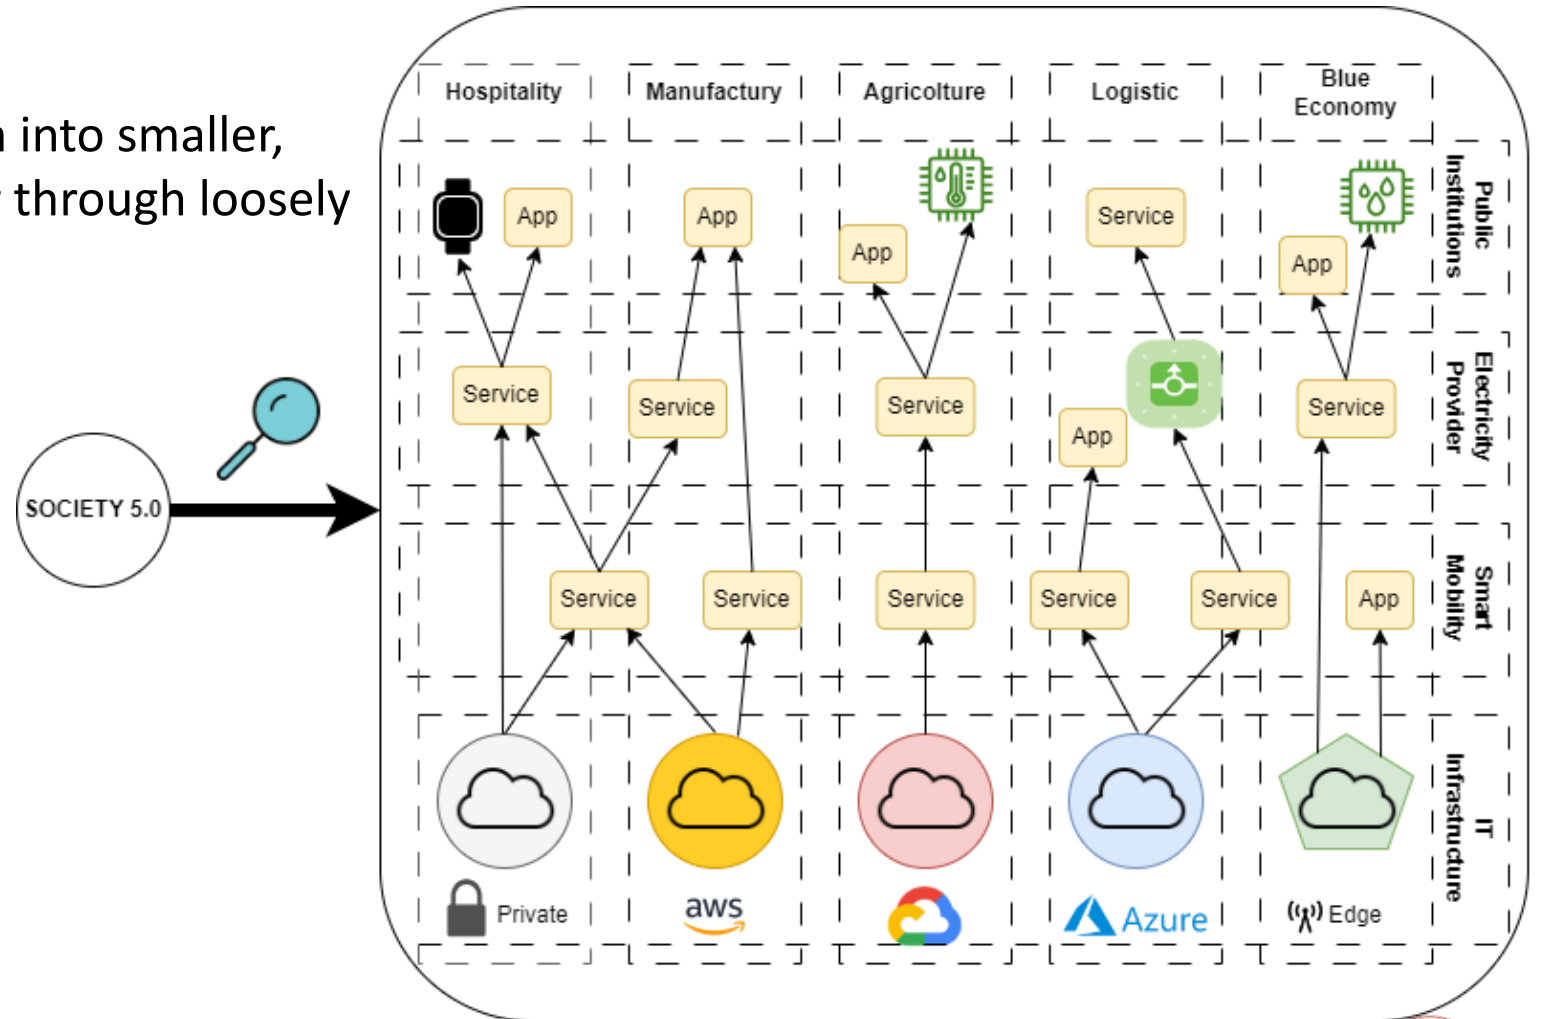 n into smaller,
r through loosely
SOCIETY 5.0
Hospitality
Manufactury
Agricolture
Logistic
Blue
Economy
App
App
App
Service
App
Public
Institutions
Service
Service
Service
App
Service
Electricity
Provider
Service
Service
Service
Service
Service
App
Smart
Mobility
IT
Infrastructure
Private
aws
Azure
Edge